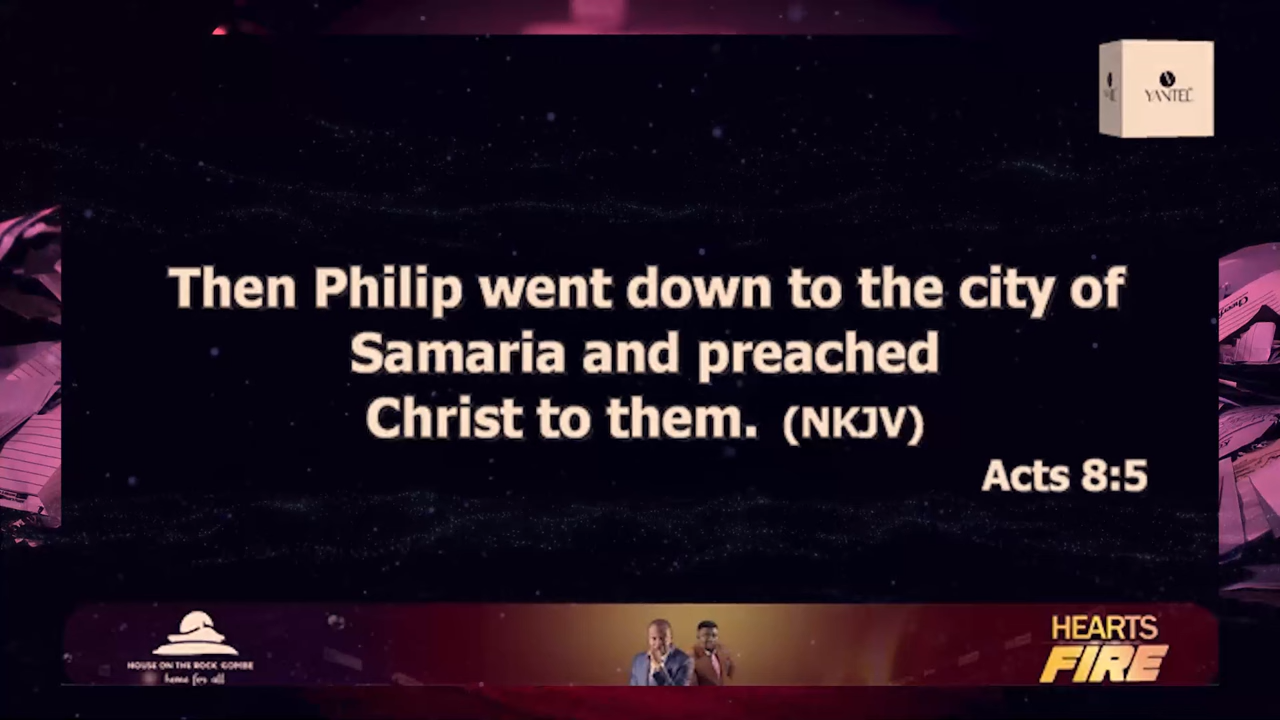 YANTEL
Then Philip went down to the city of
Samaria and preached
Christ to them. (NKJV)
Acts 8:5
HOUSE ON THE ROCK GOMBE
home for all
HEARTS
FIRE